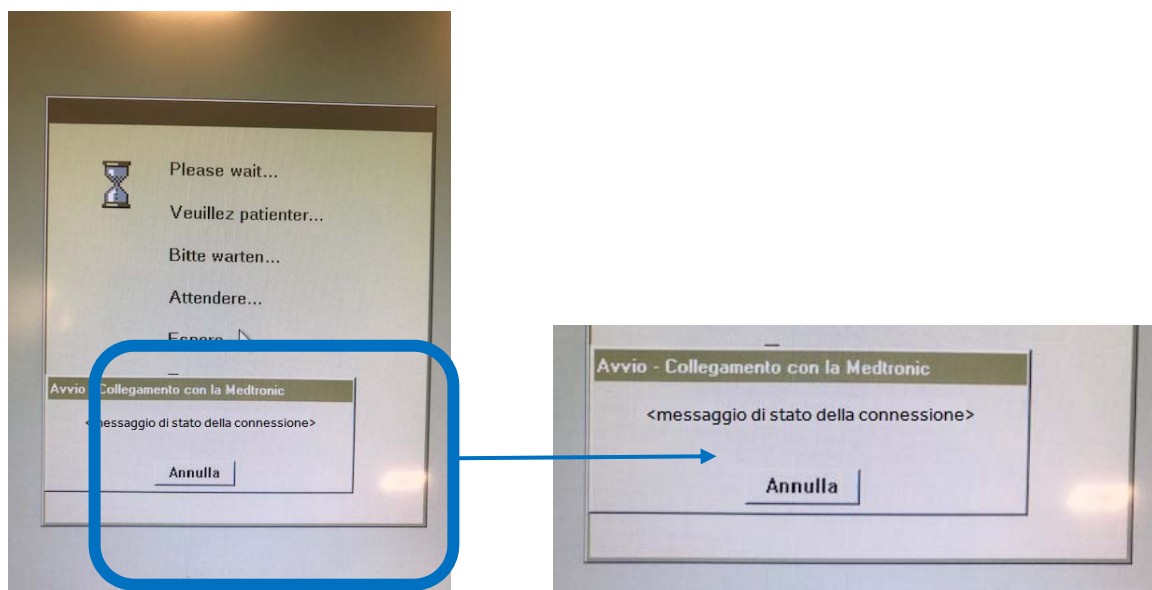 Please wait...
Veuillez patienter...
Bitte warten...
Attendere...
Avvio - Collegamento con la Medtronic
<messaggio di stato della connessione>
Annulla
Avvio - Collegamento con la Medtronic
<messaggio di stato della connessione>
Annulla